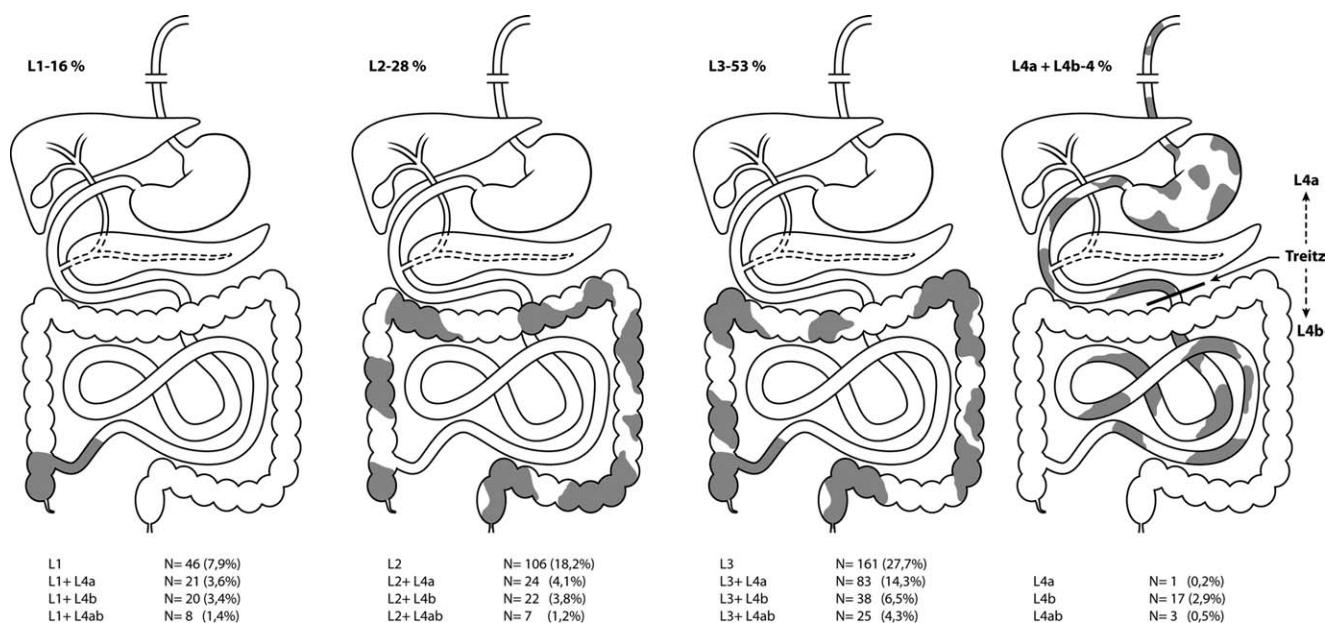 L1-16 %
L2-28 %
L3-53 %
L4a + L4b-4 %
L4a
Treitz
L4b
L1 N= 46 (7,9%)
L1+ L4a N= 21 (3,6%)
L1+ L4b N= 20 (3,4%)
L1+ L4ab N= 8 (1,4%)
L2 N= 106 (18,2%)
L2+ L4a N= 24 (4,1%)
L2+ L4b N= 22 (3,8%)
L2+ L4ab N= 7 (1,2%)
L3 N= 161 (27,7%)
L3+ L4a N= 83 (14,3%)
L3+ L4b N= 38 (6,5%)
L3+ L4ab N= 25 (4,3%)
L4a N= 1 (0,2%)
L4b N= 17 (2,9%)
L4ab N= 3 (0,5%)